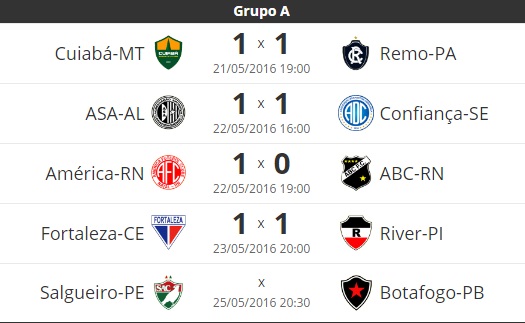 Grupo A
Cuiabá-MT 1 x 1 Remo-PA
21/05/2016 19:00
ASA-AL 1 x 1 Confiança-SE
22/05/2016 16:00
América-RN 1 x 0 ABC-RN
22/05/2016 19:00
Fortaleza-CE FORTALEZA 1 x 1 R River-PI
23/05/2016 20:00
Salgueiro-PE x Botafogo-PB
25/05/2016 20:30